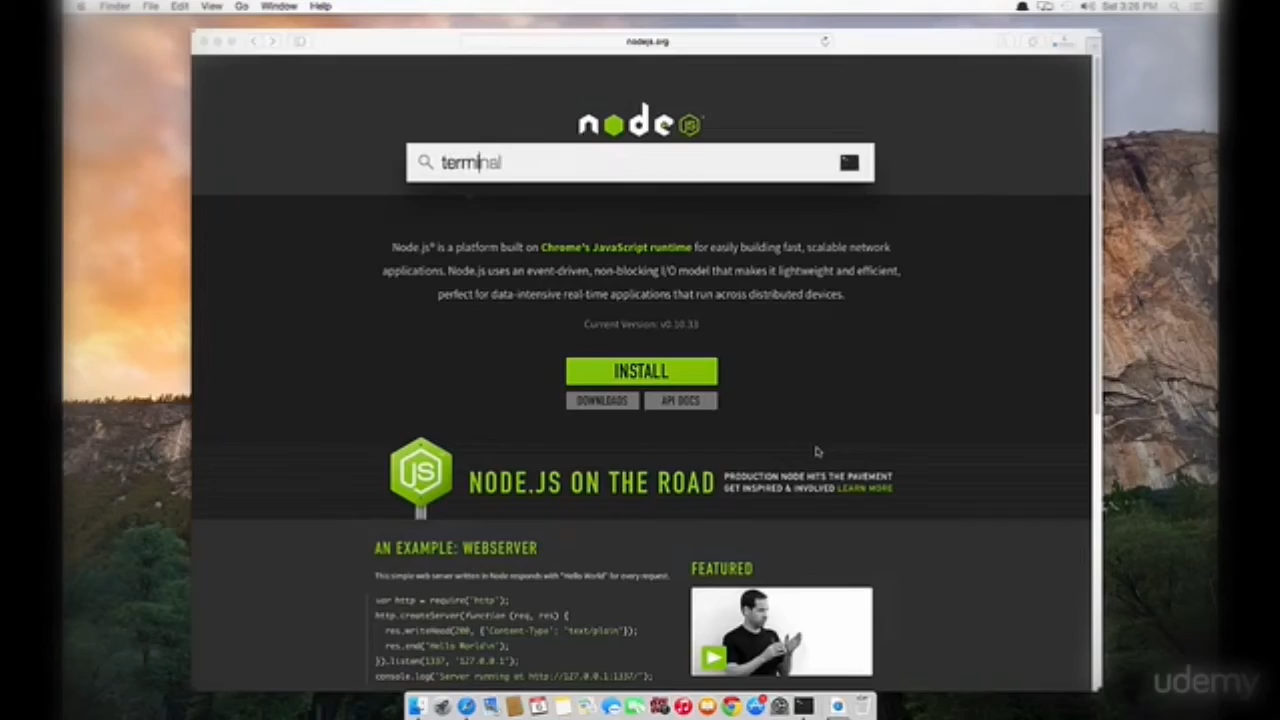 Finder File Edit View Go Window Help
Sat 3:26 PM
nodejs.org
node JS
terminal
Node.js® is a platform built on Chrome's JavaScript runtime for easily building fast, scalable network
applications. Node.js uses an event-driven, non-blocking I/O model that makes it lightweight and efficient,
perfect for data-intensive real-time applications that run across distributed devices.
Current Version: v0.10.33
INSTALL
DOWNLOADS API DOCS
JS
NODE.JS ON THE ROAD
PRODUCTION NODE HITS THE PAVEMENT
GET INSPIRED & INVOLVED LEARN MORE
AN EXAMPLE: WEBSERVER
This simple web server written in Node responds with "Hello World" for every request.
var http = require('http');
http.createServer(function (req, res) {
res.writeHead(200, {'Content-Type': 'text/plain'});
res.end('Hello World\n');
}).listen(1337, '127.0.0.1');
console.log('Server running at http://127.0.0.1:1337/');
FEATURED
udemy